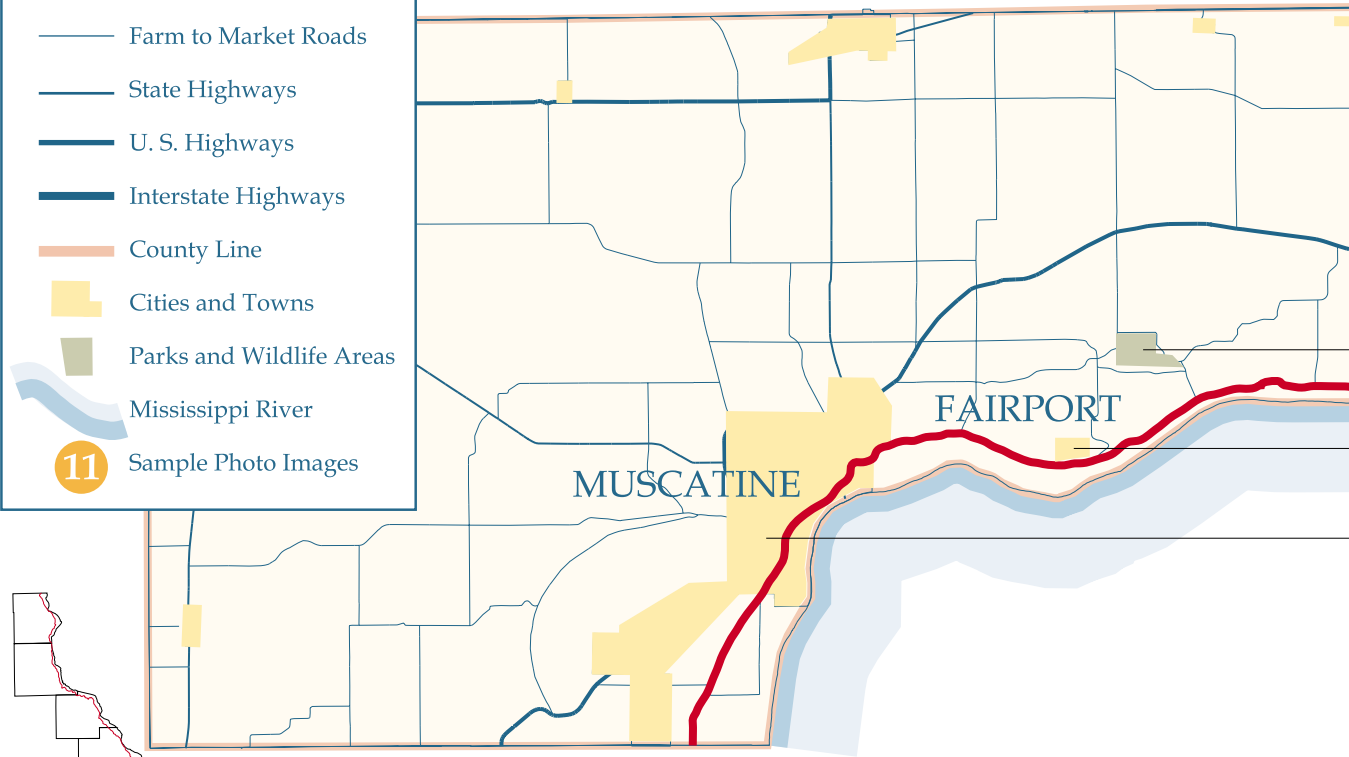 Farm to Market Roads
State Highways
U. S. Highways
Interstate Highways
County Line
Cities and Towns
Parks and Wildlife Areas
Mississippi River
11 Sample Photo Images
FAIRPORT
MUSCATINE